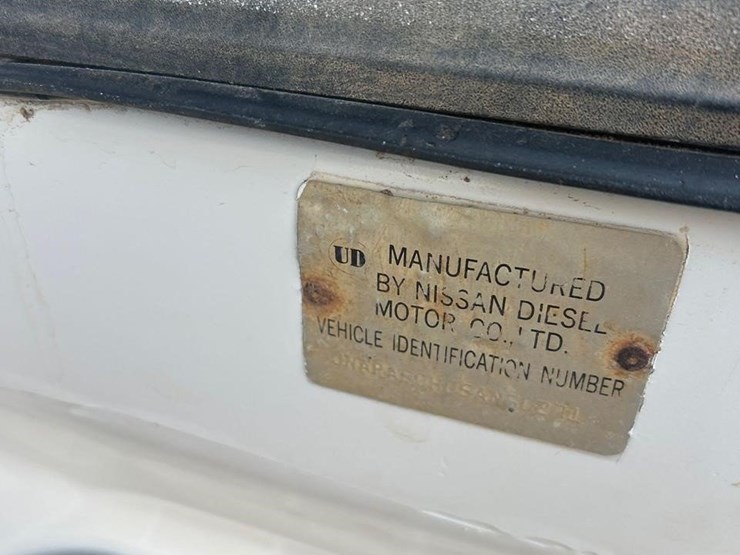 UD MANUFACTURED
BY NISSAN DIESEL
MOTOR CO., LTD.
VEHICLE IDENTIFICATION NUMBER